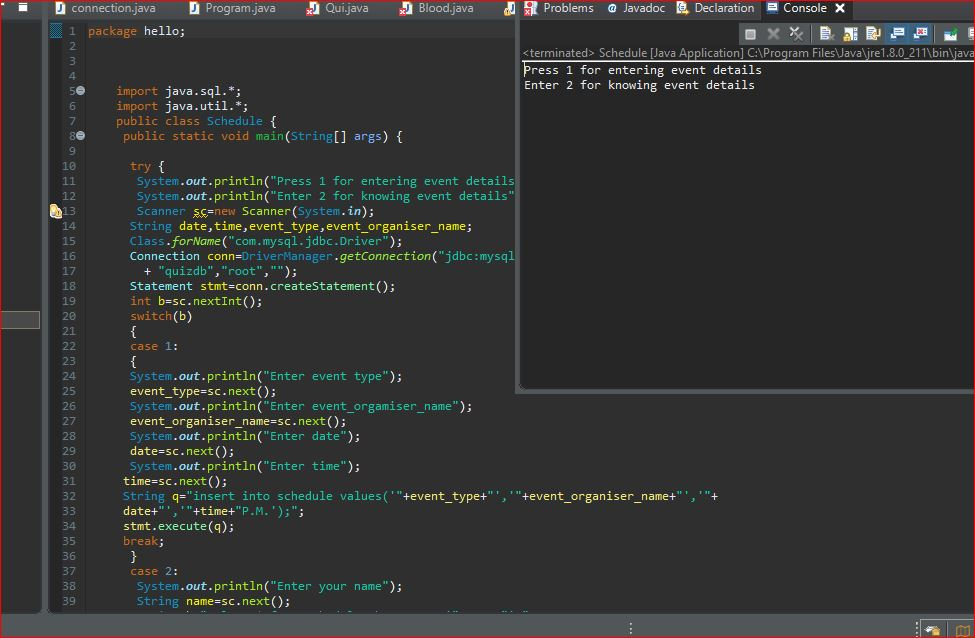 connection.java Program.java Qui.java Blood.java
Problems @ Javadoc Declaration Console
<terminated> Schedule [Java Application] C:\Program Files\Java\jre1.8.0_211\bin\java
Press 1 for entering event details
Enter 2 for knowing event details
1 package hello;
2
3
4
5 import java.sql.*;
6 import java.util.*;
7 public class Schedule {
8 public static void main(String[] args) {
9
10 try {
11 System.out.println("Press 1 for entering event details
12 System.out.println("Enter 2 for knowing event details"
13 Scanner sc=new Scanner(System.in);
14 String date,time,event_type,event_organiser_name;
15 Class.forName("com.mysql.jdbc.Driver");
16 Connection conn=DriverManager.getConnection("jdbc:mysql
17 + "quizdb","root","");
18 Statement stmt=conn.createStatement();
19 int b=sc.nextInt();
20 switch(b)
21 {
22 case 1:
23 {
24 System.out.println("Enter event type");
25 event_type=sc.next();
26 System.out.println("Enter event_orgamiser_name");
27 event_organiser_name=sc.next();
28 System.out.println("Enter date");
29 date=sc.next();
30 System.out.println("Enter time");
31 time=sc.next();
32 String q="insert into schedule values('"+event_type+"','"+event_organiser_name+"','"+
33 date+"','"+time+"P.M.');";
34 stmt.execute(q);
35 break;
36 }
37 case 2:
38 System.out.println("Enter your name");
39 String name=sc.next();